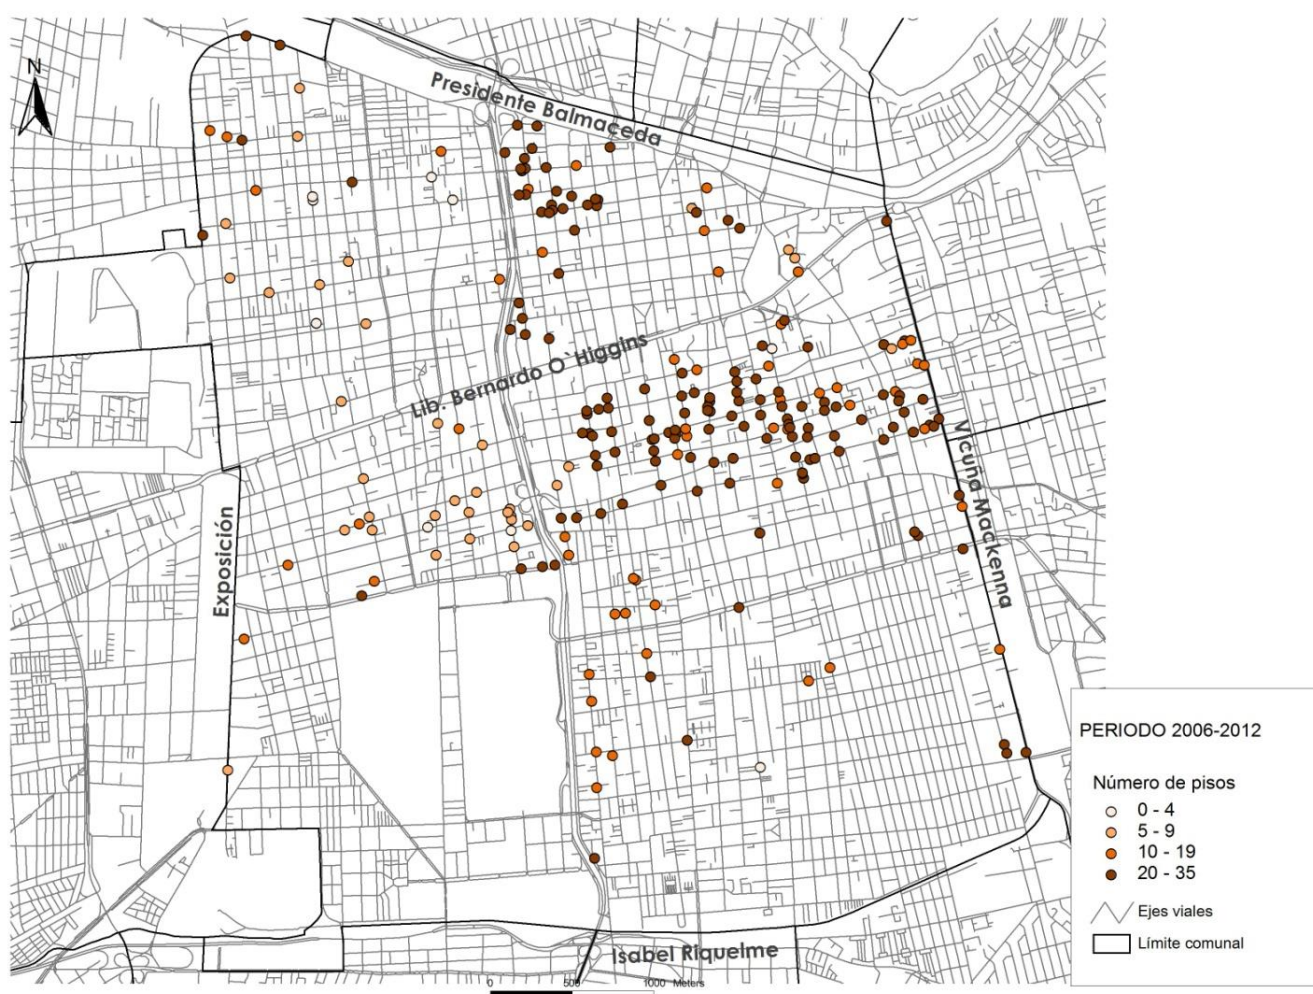 N
Presidente Balmaceda
Lib. Bernardo O`Higgins
Vicuña Mackenna
Exposición
Isabel Riquelme
0 500 1000 Meters
PERIODO 2006-2012
Número de pisos
0 - 4
5 - 9
10 - 19
20 - 35
Ejes viales
Límite comunal